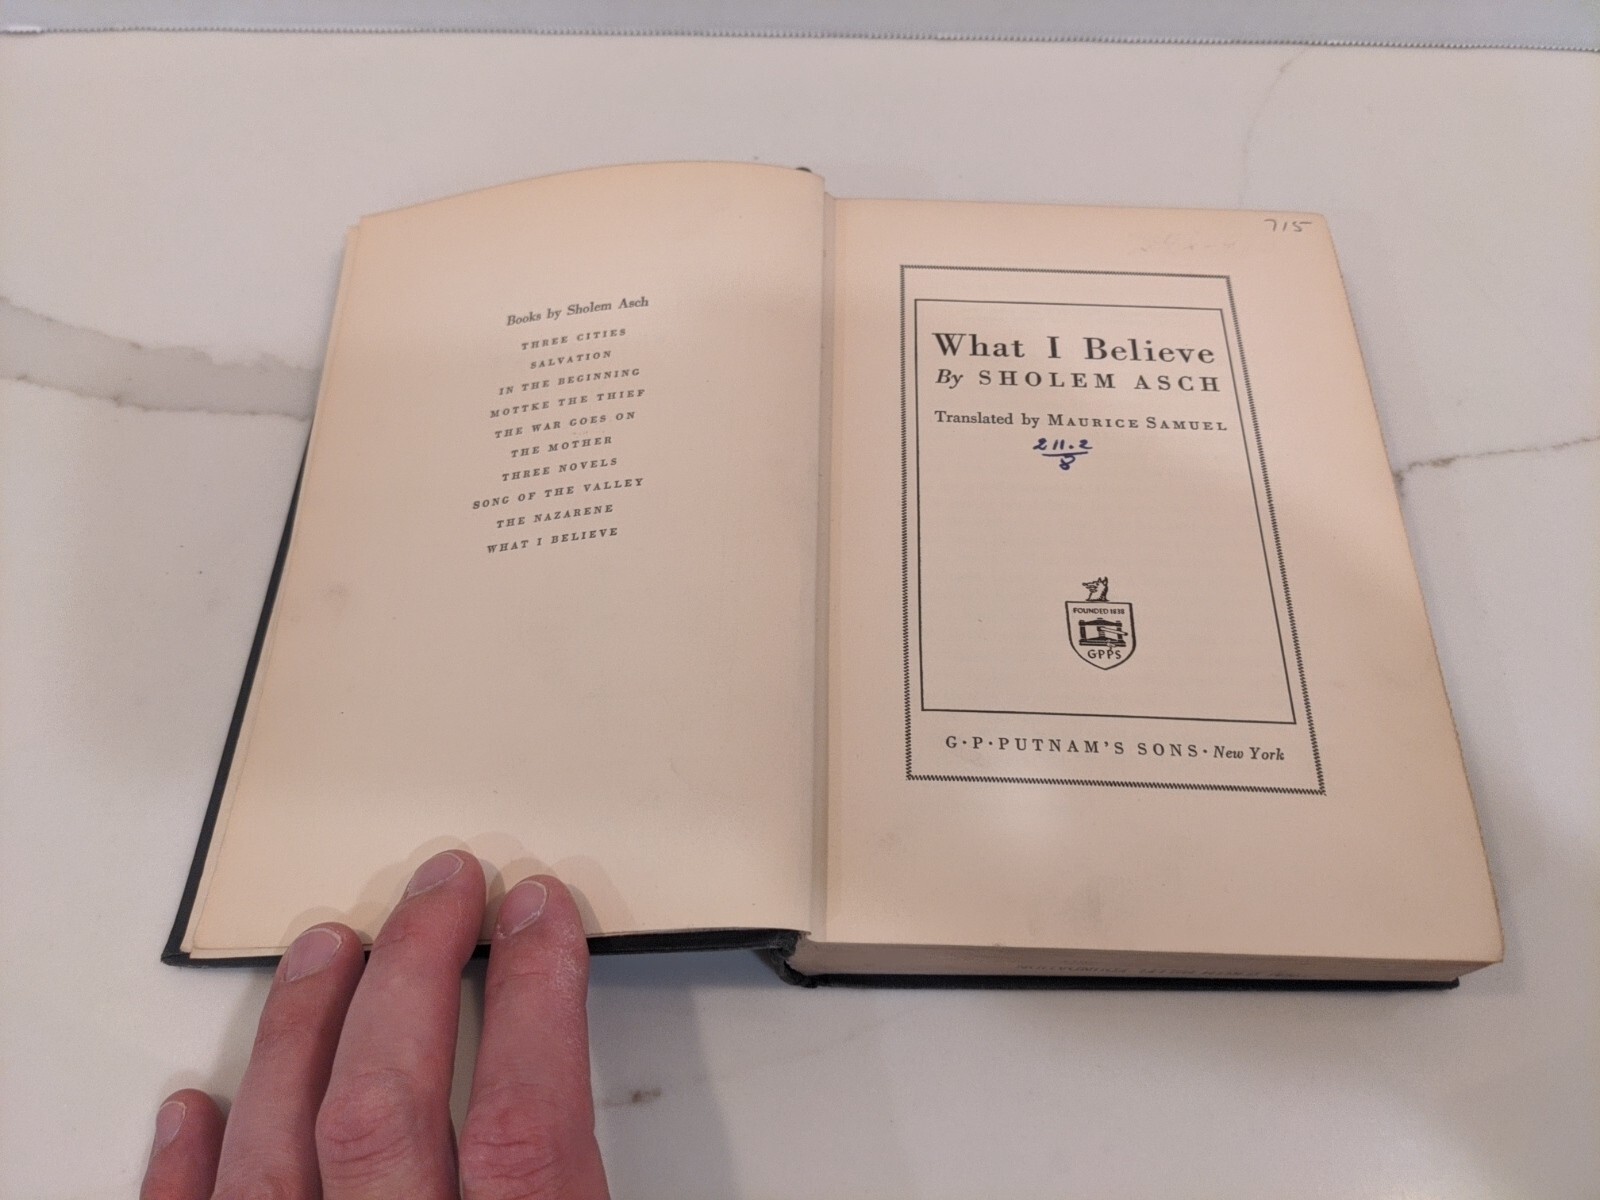 Books by Sholem Asch
THREE CITIES
SALVATION
IN THE BEGINNING
MOTTKE THE THIEF
THE WAR GOES ON
THE MOTHER
THREE NOVELS
SONG OF THE VALLEY
THE NAZARENE
WHAT I BELIEVE
715
What I Believe
By SHOLEM ASCH
Translated by MAURICE SAMUEL
211.2
8
FOUNDED 1838
GPPS
G·P·PUTNAM'S SONS·New York